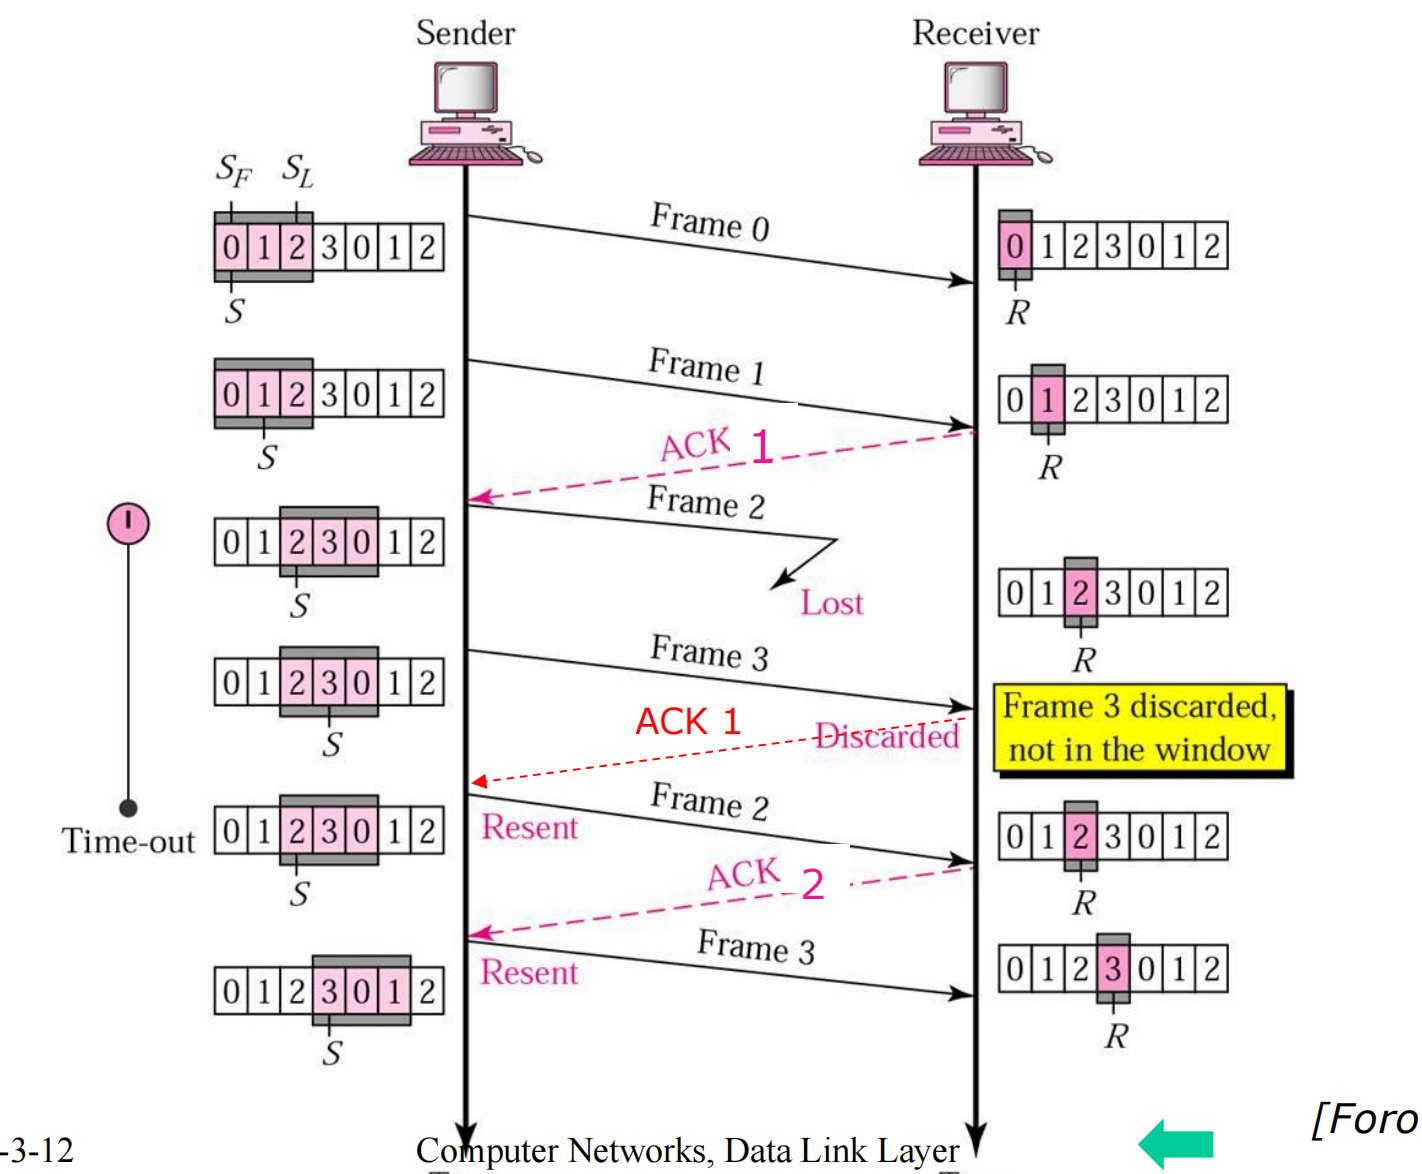 Sender Receiver
S_F S_L
0 1 2 3 0 1 2
S
Frame 0
0 1 2 3 0 1 2
R
0 1 2 3 0 1 2
S
Frame 1
0 1 2 3 0 1 2
R
ACK 1
0 1 2 3 0 1 2
S
Frame 2
Lost
0 1 2 3 0 1 2
R
0 1 2 3 0 1 2
S
Frame 3
Discarded
Frame 3 discarded,
not in the window
ACK 1
Time-out
0 1 2 3 0 1 2
S
Frame 2
Resent
0 1 2 3 0 1 2
R
ACK 2
0 1 2 3 0 1 2
S
Frame 3
Resent
0 1 2 3 0 1 2
R
[Foro
-3-12
Computer Networks, Data Link Layer